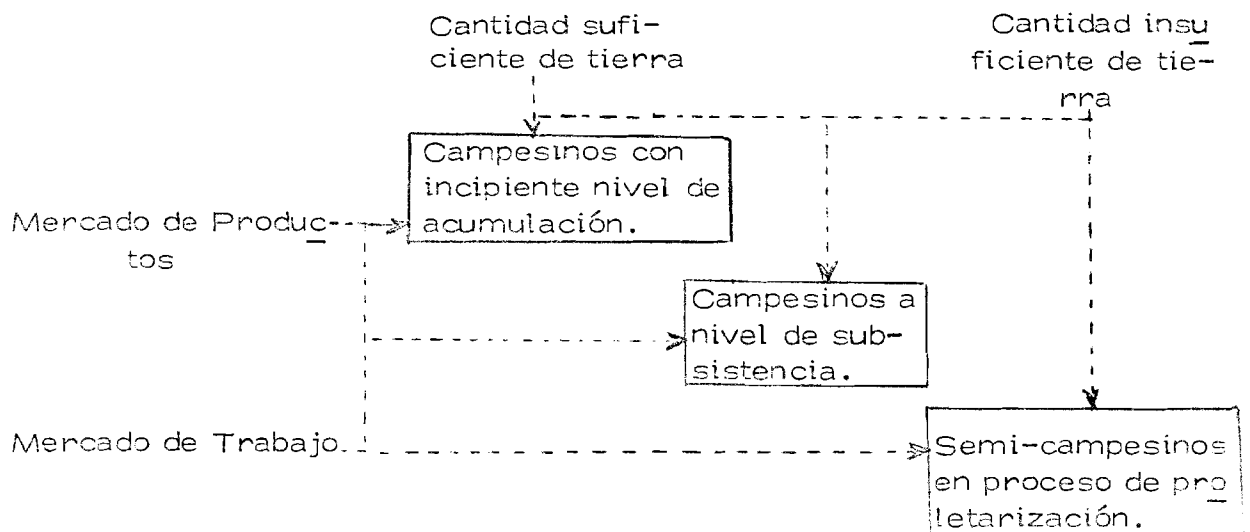 Cantidad sufi-
ciente de tierra
Cantidad insu
ficiente de tie-
rra
Campesinos con
incipiente nivel de
acumulación.
Mercado de Produc-
tos
Campesinos a
nivel de sub-
sistencia.
Mercado de Trabajo
Semi-campesinos
en proceso de pro
letarización.